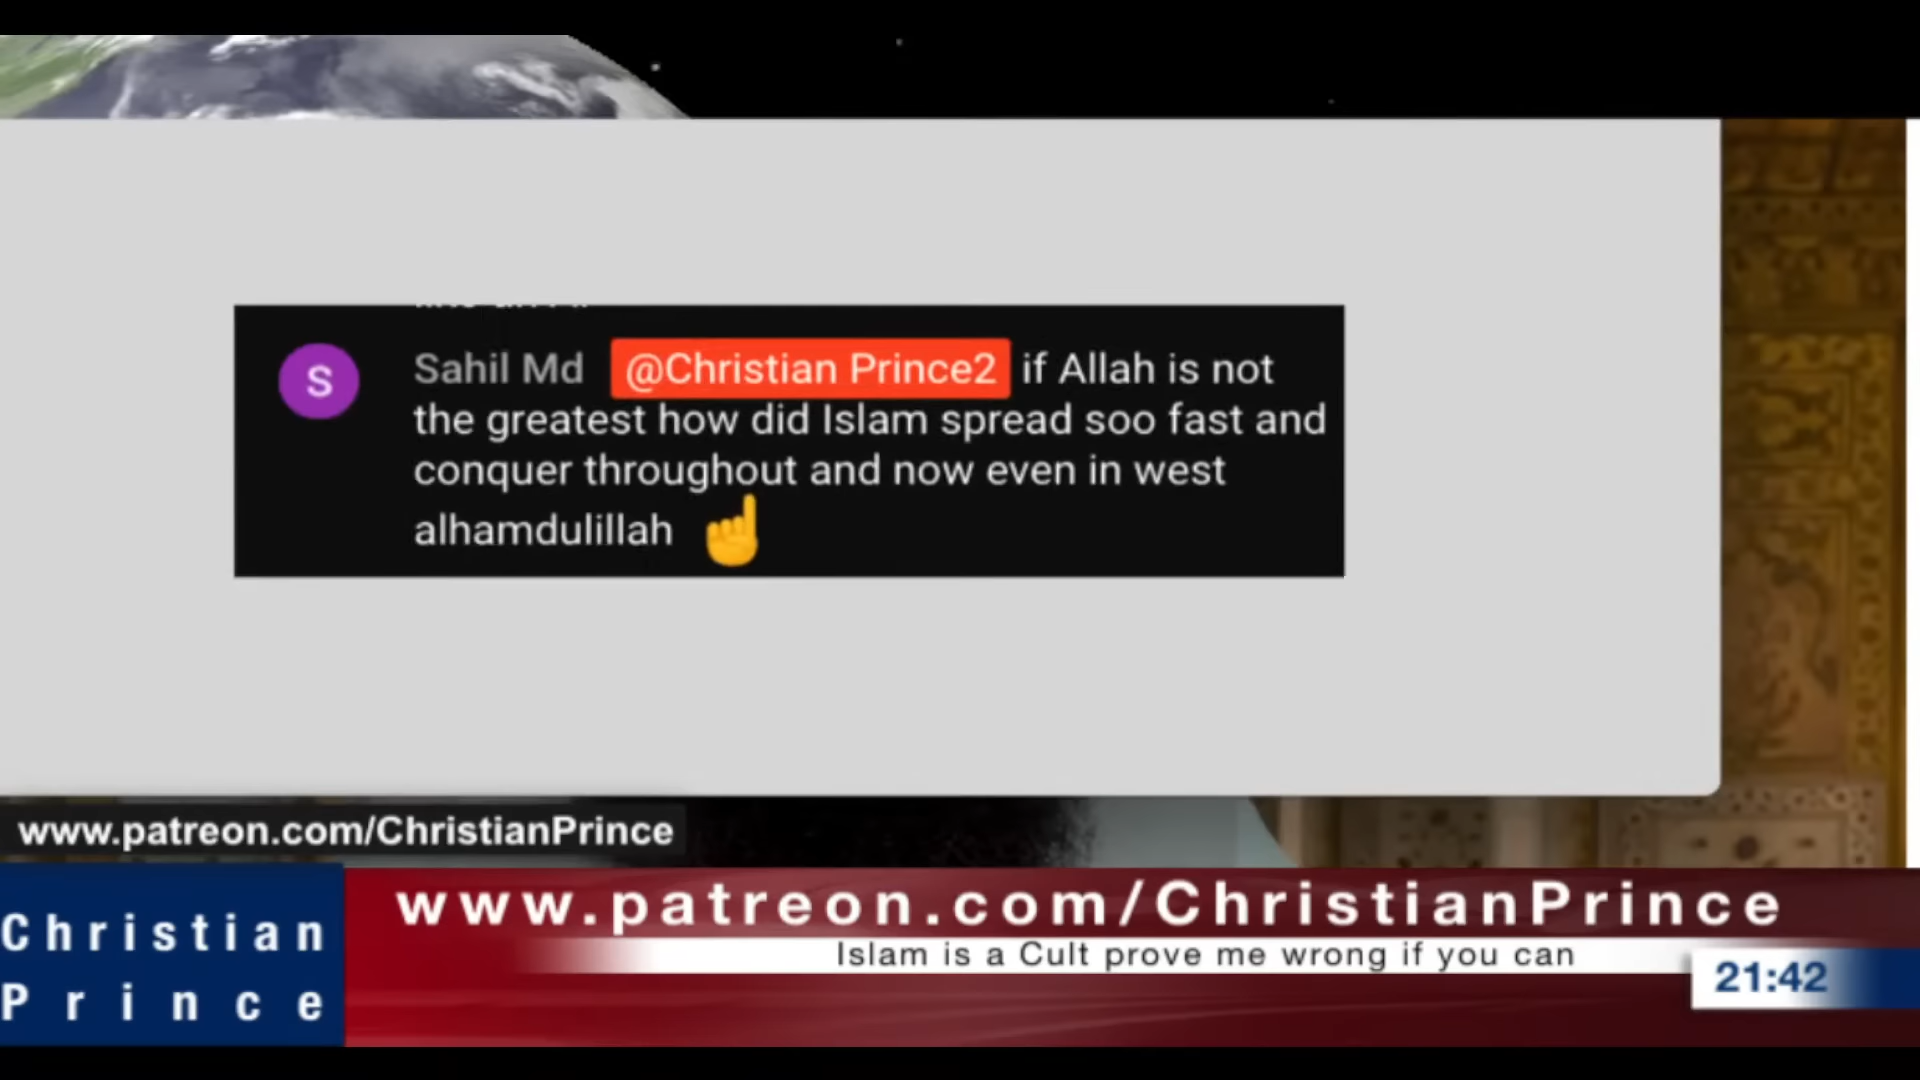 Sahil Md @Christian Prince2 if Allah is not
the greatest how did Islam spread soo fast and
conquer throughout and now even in west
alhamdulillah ☝
www.patreon.com/ChristianPrince
Christian
Prince
www.patreon.com/ChristianPrince
Islam is a Cult prove me wrong if you can
21:42
S